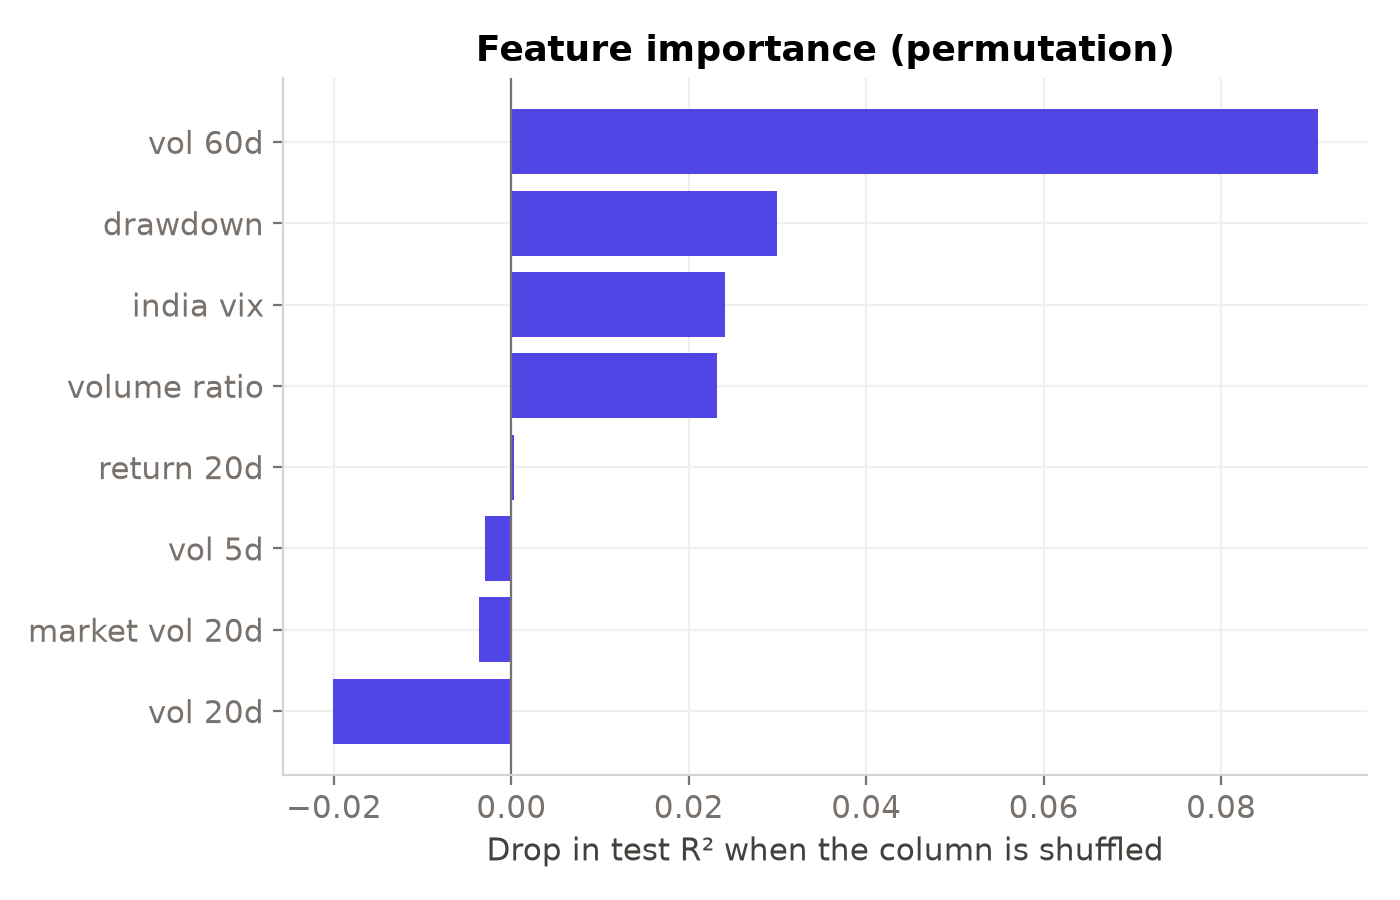 Feature importance (permutation)
vol 60d
drawdown
india vix
volume ratio
return 20d
vol 5d
market vol 20d
vol 20d
−0.02 0.00 0.02 0.04 0.06 0.08
Drop in test R² when the column is shuffled